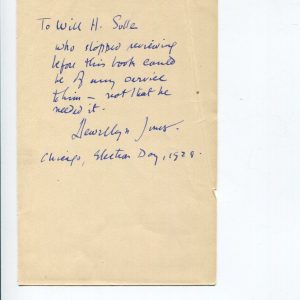 To Will H. Solle
who stopped reviewing
before this book could
be of any service
to him – not that he
needed it.
Llewellyn Jones.
Chicago, Election Day, 1929.